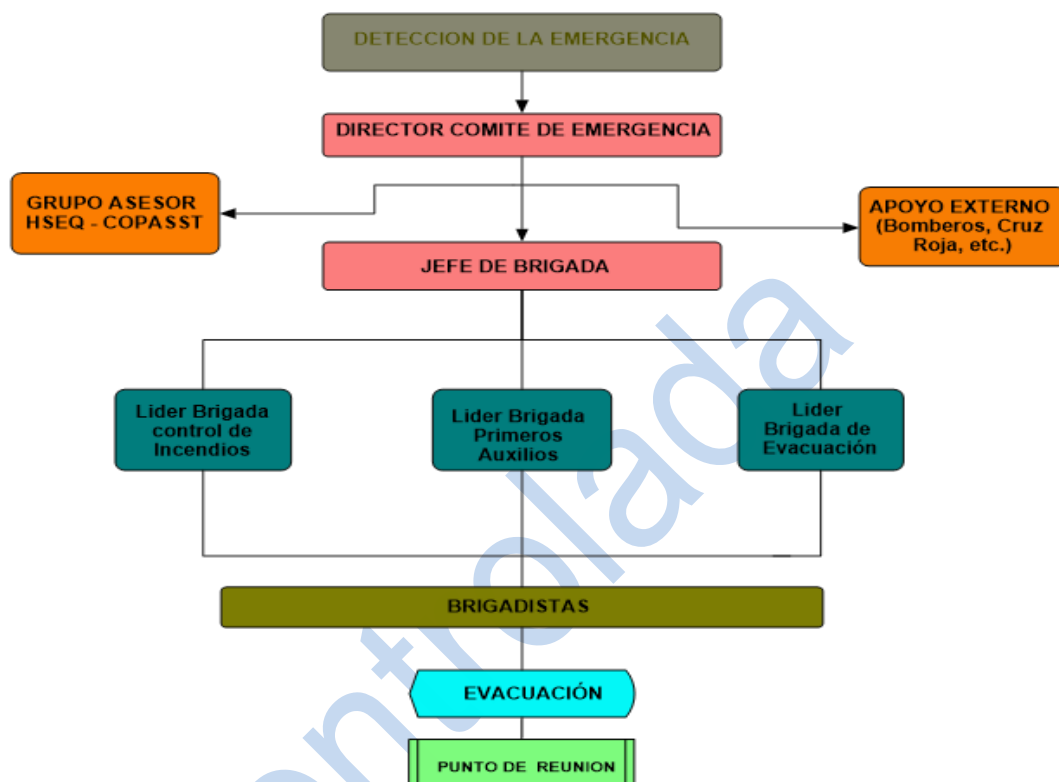 DETECCION DE LA EMERGENCIA
DIRECTOR COMITE DE EMERGENCIA
GRUPO ASESOR
HSEQ - COPASST
APOYO EXTERNO
(Bomberos, Cruz
Roja, etc.)
JEFE DE BRIGADA
Lider Brigada
control de
Incendios
Lider Brigada
Primeros
Auxilios
Lider
Brigada de
Evacuación
BRIGADISTAS
EVACUACIÓN
PUNTO DE REUNION
ntrolada